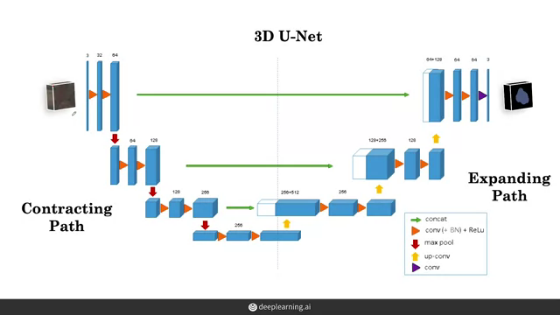 3D U-Net
3 32 64
64+128 64 64 3
64 128
128+256 128
Contracting
Path
128 256
256+512 256
256
Expanding
Path
concat
conv (+ BN) + ReLu
max pool
up-conv
conv
deeplearning.ai